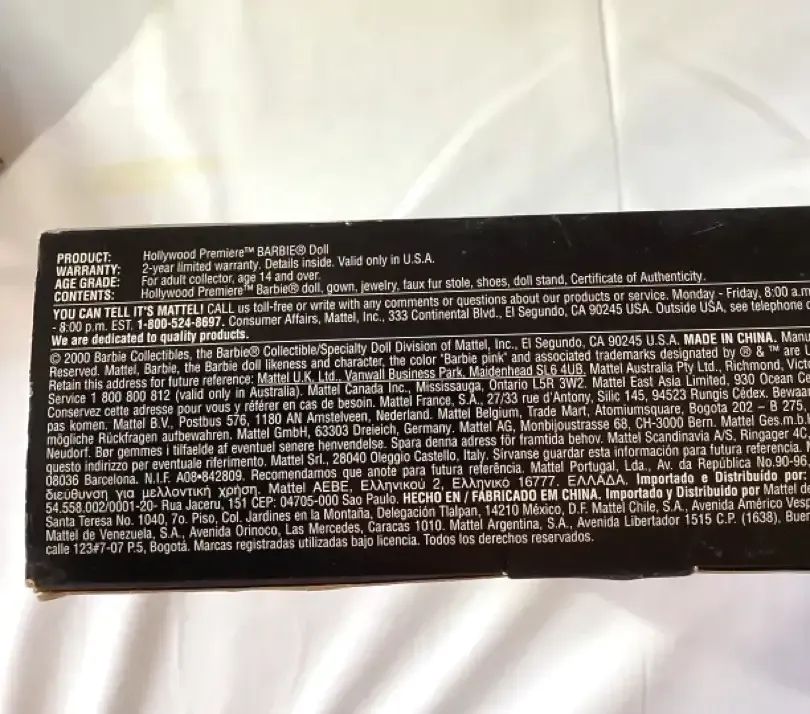 PRODUCT: Hollywood Premiere™ BARBIE® Doll
WARRANTY: 2-year limited warranty. Details inside. Valid only in U.S.A.
AGE GRADE: For adult collector, age 14 and over.
CONTENTS: Hollywood Premiere™ Barbie® doll, gown, jewelry, faux fur stole, shoes, doll stand, Certificate of Authenticity.
YOU CAN TELL IT'S MATTEL! CALL us toll-free or write with any comments or questions about our products or service. Monday - Friday, 8:00 a.m
- 8:00 p.m. EST. 1-800-524-8697. Consumer Affairs, Mattel, Inc., 333 Continental Blvd., El Segundo, CA 90245 USA. Outside USA, see telephone
We are dedicated to quality products.
© 2000 Barbie Collectibles, the Barbie® Collectible/Specialty Doll Division of Mattel, Inc., El Segundo, CA 90245 U.S.A. MADE IN CHINA. Manu
Reserved. Mattel, Barbie, the Barbie doll likeness and character, the color "Barbie pink" and associated trademarks designated by ® & ™ are
Retain this address for future reference: Mattel U.K. Ltd., Vanwall Business Park, Maidenhead SL6 4UB. Mattel Australia Pty Ltd., Richmond, Vict
Service 1 800 800 812 (valid only in Australia). Mattel Canada Inc., Mississauga, Ontario L5R 3W2. Mattel East Asia Limited, 930 Ocean C
Conservez cette adresse pour vous y référer en cas de besoin. Mattel France, S.A., 27/33 rue d'Antony, Silic 145, 94523 Rungis Cédex. Bewaar
pas komen. Mattel B.V., Postbus 576, 1180 AN Amstelveen, Nederland. Mattel Belgium, Trade Mart, Atomiumsquare, Bogota 202 – B 275,
mögliche Rückfragen aufbewahren. Mattel GmbH, 63303 Dreieich, Germany. Mattel AG, Monbijoustrasse 68, CH-3000 Bern. Mattel Ges.m.b.
Neudorf. Bør gemmes i tilfaelde af eventuel senere henvendelse. Spara denna adress för framtida behov. Mattel Scandinavia A/S, Ringager 4C,
questo indirizzo per eventuale riferimento. Mattel Srl., 28040 Oleggio Castello, Italy. Sírvanse guardar esta información para futura referencia.
08036 Barcelona. N.I.F. A08-842809. Recomendamos que anote para futura referência. Mattel Portugal, Lda., Av. da República No.90-96,
διεύθυνση για μελλοντική χρήση. Mattel AEBE, Ελληνικού 2, Ελληνικό 16777. ΕΛΛΑΔΑ. Importado e Distribuido por:
54.558.002/0001-20- Rua Jaceru, 151 CEP: 04705-000 Sao Paulo. HECHO EN / FABRICADO EM CHINA. Importado y Distribuido por Mattel d
Santa Teresa No. 1040, 7o. Piso, Col. Jardines en la Montaña, Delegación Tlalpan, 14210 México, D.F. Mattel Chile, S.A., Avenida Américo Vesp
Mattel de Venezuela, S.A., Avenida Orinoco, Las Mercedes, Caracas 1010. Mattel Argentina, S.A., Avenida Libertador 1515 C.P. (1638), Buen
calle 123#7-07 P.5, Bogotá. Marcas registradas utilizadas bajo licencia. Todos los derechos reservados.